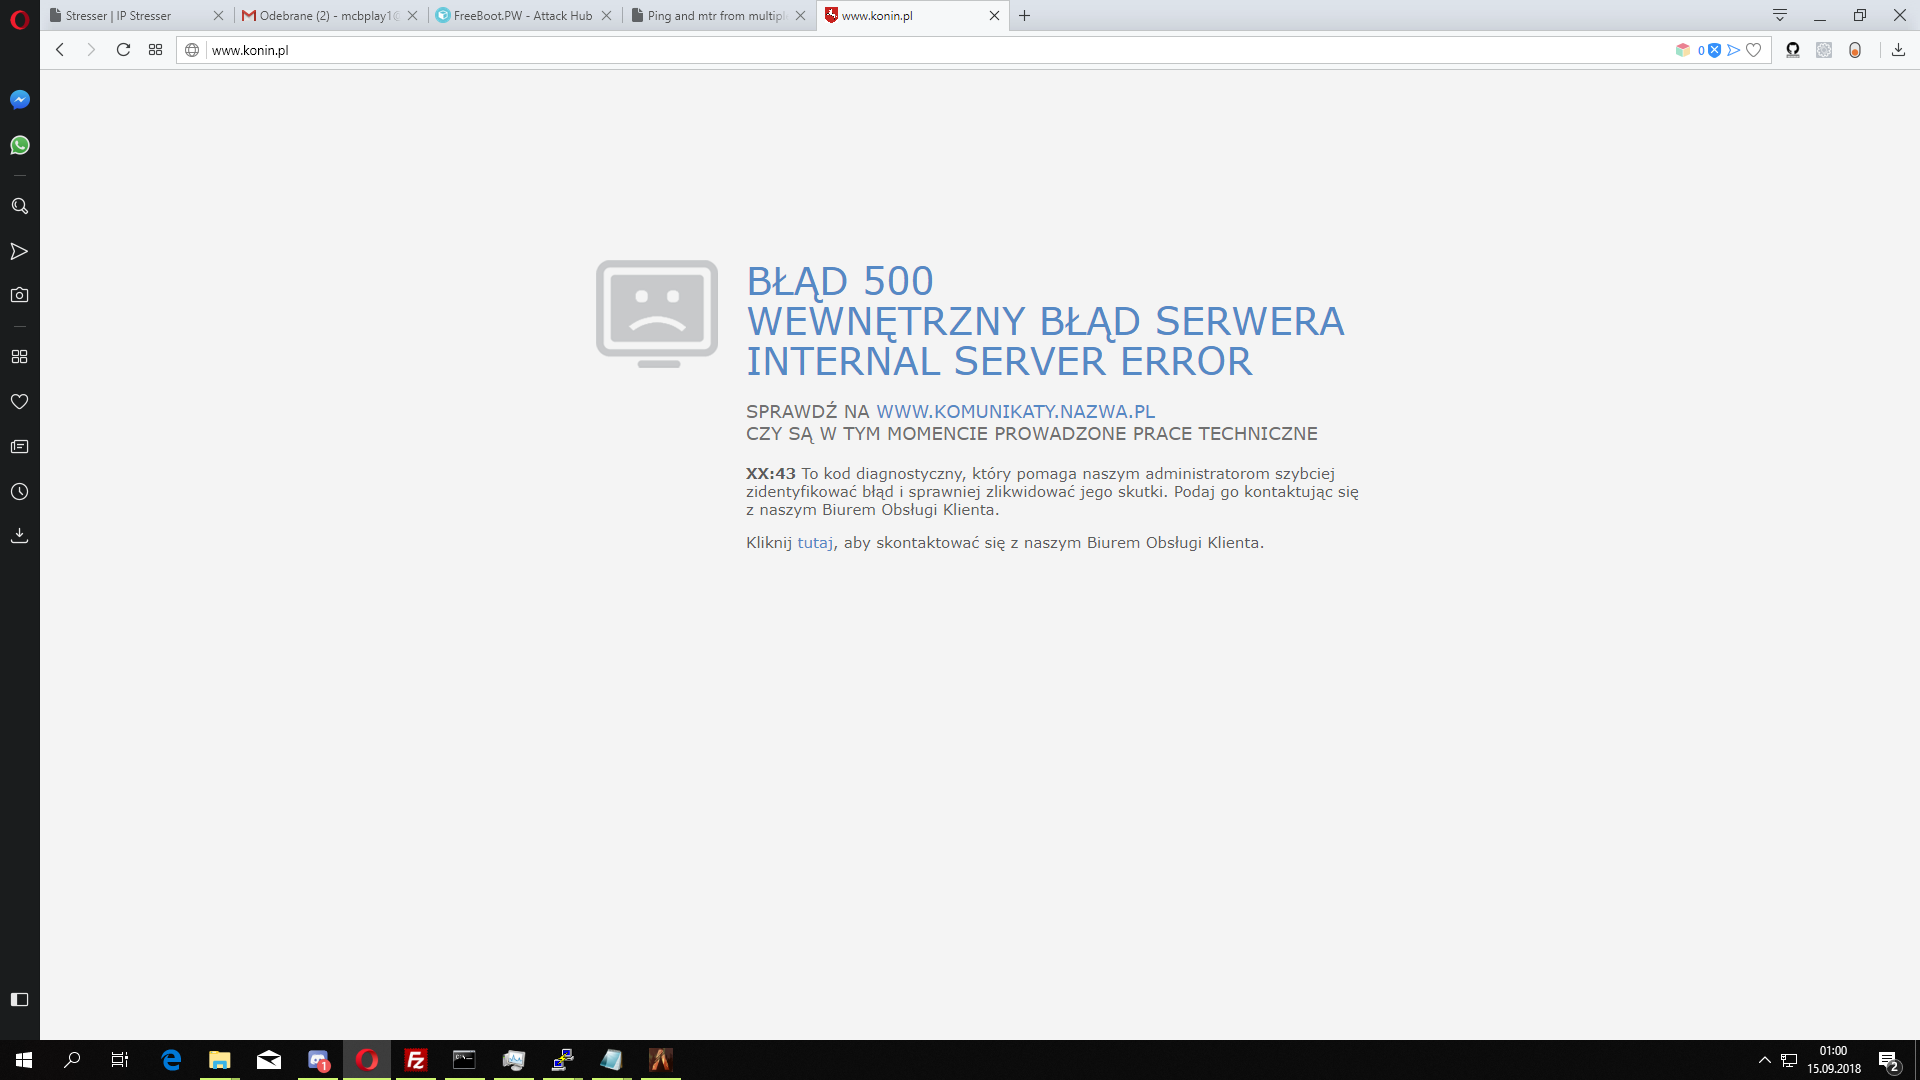 Stresser | IP Stresser
Odebrane (2) - mcbplay1@
FreeBoot.PW - Attack Hub
Ping and mtr from multipl
www.konin.pl
www.konin.pl
0
BŁĄD 500
WEWNĘTRZNY BŁĄD SERWERA
INTERNAL SERVER ERROR
SPRAWDŹ NA WWW.KOMUNIKATY.NAZWA.PL
CZY SĄ W TYM MOMENCIE PROWADZONE PRACE TECHNICZNE
XX:43 To kod diagnostyczny, który pomaga naszym administratorom szybciej
zidentyfikować błąd i sprawniej zlikwidować jego skutki. Podaj go kontaktując się
z naszym Biurem Obsługi Klienta.
Kliknij tutaj, aby skontaktować się z naszym Biurem Obsługi Klienta.
1
01:00
15.09.2018
2